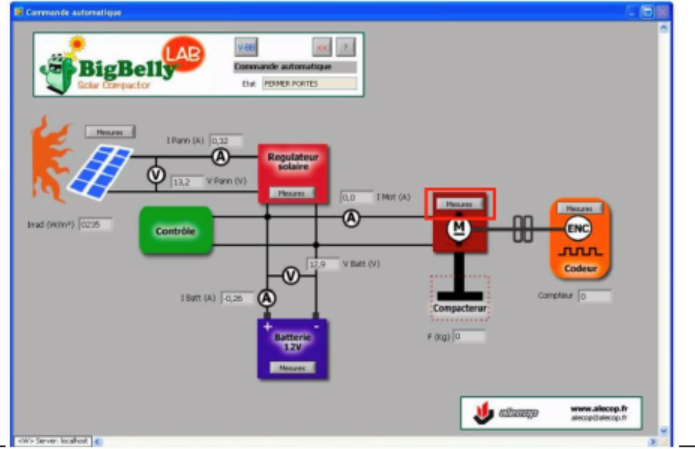 Commande automatique
BigBelly LAB
Solar Compactor
V-BB
<<
?
Commande automatique
Etat FERMER PORTES
Mesures
I Pann (A) 0,32
A
Regulateur
solaire
Mesures
V
13,2 V Pann (V)
0,0 I Mot (A)
Mesures
Mesures
Irrad (W/m²) 0235
Contrôle
A
M
ENC
Codeur
12,9 V Batt (V)
V
I Batt (A) -0,26
A
Compteur 0
Compacteur
+ -
Batterie
12V
F (Kg) 0
Mesures
alecop
www.alecop.fr
alecop@alecop.fr
<W> Server: localhost